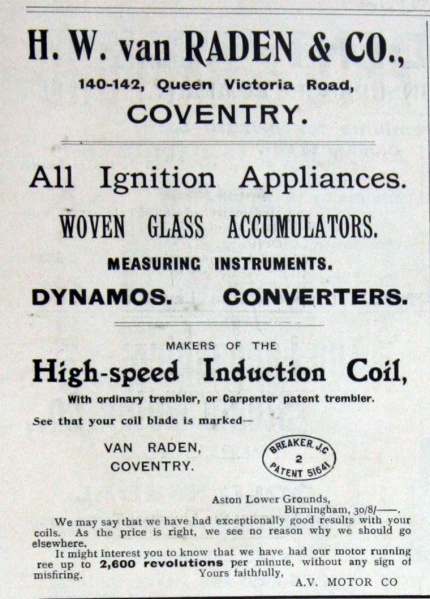 H. W. van RADEN & CO.,
140-142, Queen Victoria Road,
COVENTRY.
All Ignition Appliances.
WOVEN GLASS ACCUMULATORS.
MEASURING INSTRUMENTS.
DYNAMOS. CONVERTERS.
MAKERS OF THE
High-speed Induction Coil,
With ordinary trembler, or Carpenter patent trembler.
See that your coil blade is marked—
VAN RADEN,
COVENTRY.
BREAKER, J.C
2
PATENT 51641
Aston Lower Grounds,
Birmingham, 30/8/——.
We may say that we have had exceptionally good results with your
coils. As the price is right, we see no reason why we should go
elsewhere.
It might interest you to know that we have had our motor running
ree up to 2,600 revolutions per minute, without any sign of
misfiring. Yours faithfully,
A.V. MOTOR CO